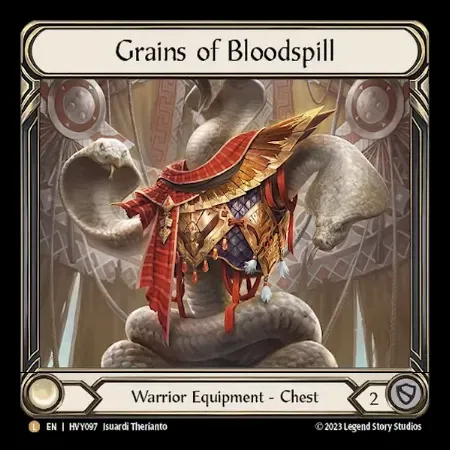 Grains of Bloodspill
Warrior Equipment - Chest
2
L EN | HVY097 Isuardi Therianto
©2023 Legend Story Studios